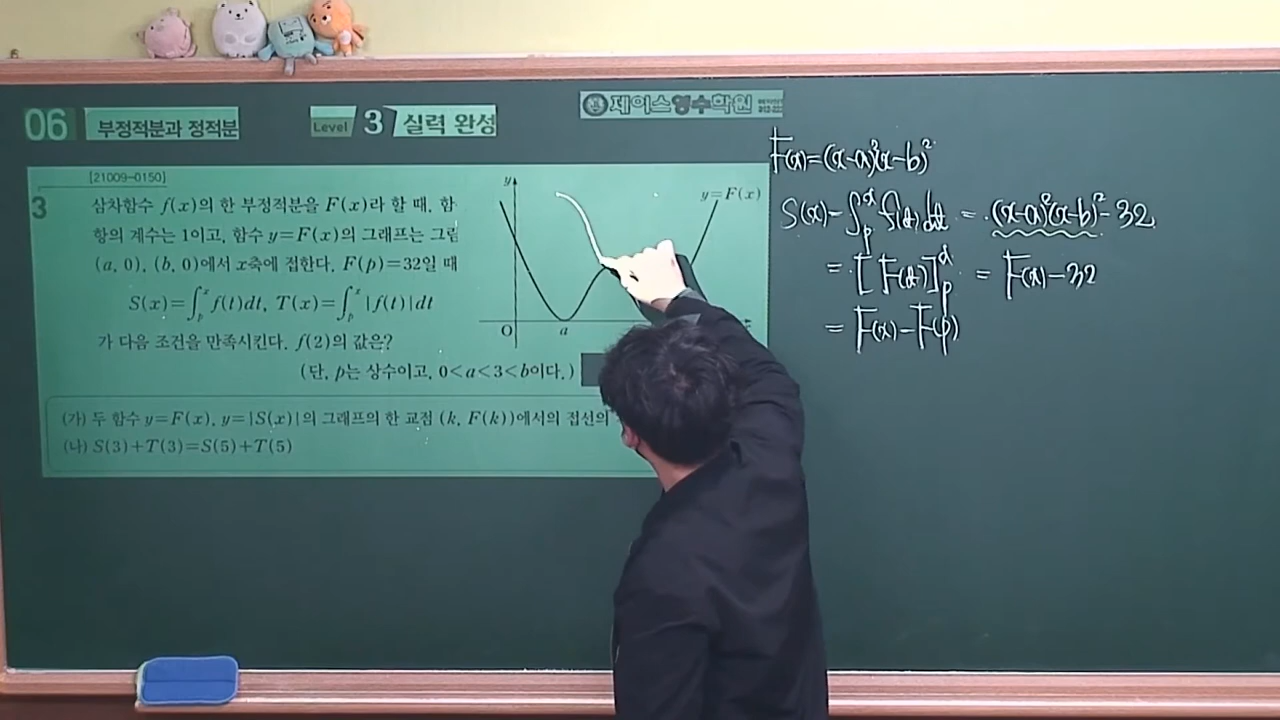 06 부정적분과 정적분
Level 3 실력 완성
제이스영수학원
[21009-0150]
3 삼차함수 f(x)의 한 부정적분을 F(x)라 할 때, 함
항의 계수는 1이고, 함수 y=F(x)의 그래프는 그림
(a, 0), (b, 0)에서 x축에 접한다. F(p)=32일 때
S(x)=∫_p^x f(t)dt, T(x)=∫_p^x |f(t)|dt
가 다음 조건을 만족시킨다. f(2)의 값은?
(단, p는 상수이고, 0<a<3<b이다.)
y
y=F(x)
O
a
(가) 두 함수 y=F(x), y=|S(x)|의 그래프의 한 교점 (k, F(k))에서의 접선의
(나) S(3)+T(3)=S(5)+T(5)
F(x)=(x-a)²(x-b)²
S(x)=∫_p^x f(t)dt = (x-a)²(x-b)²-32
=[F(t)]_p^x = F(x)-32
=F(x)-F(p)